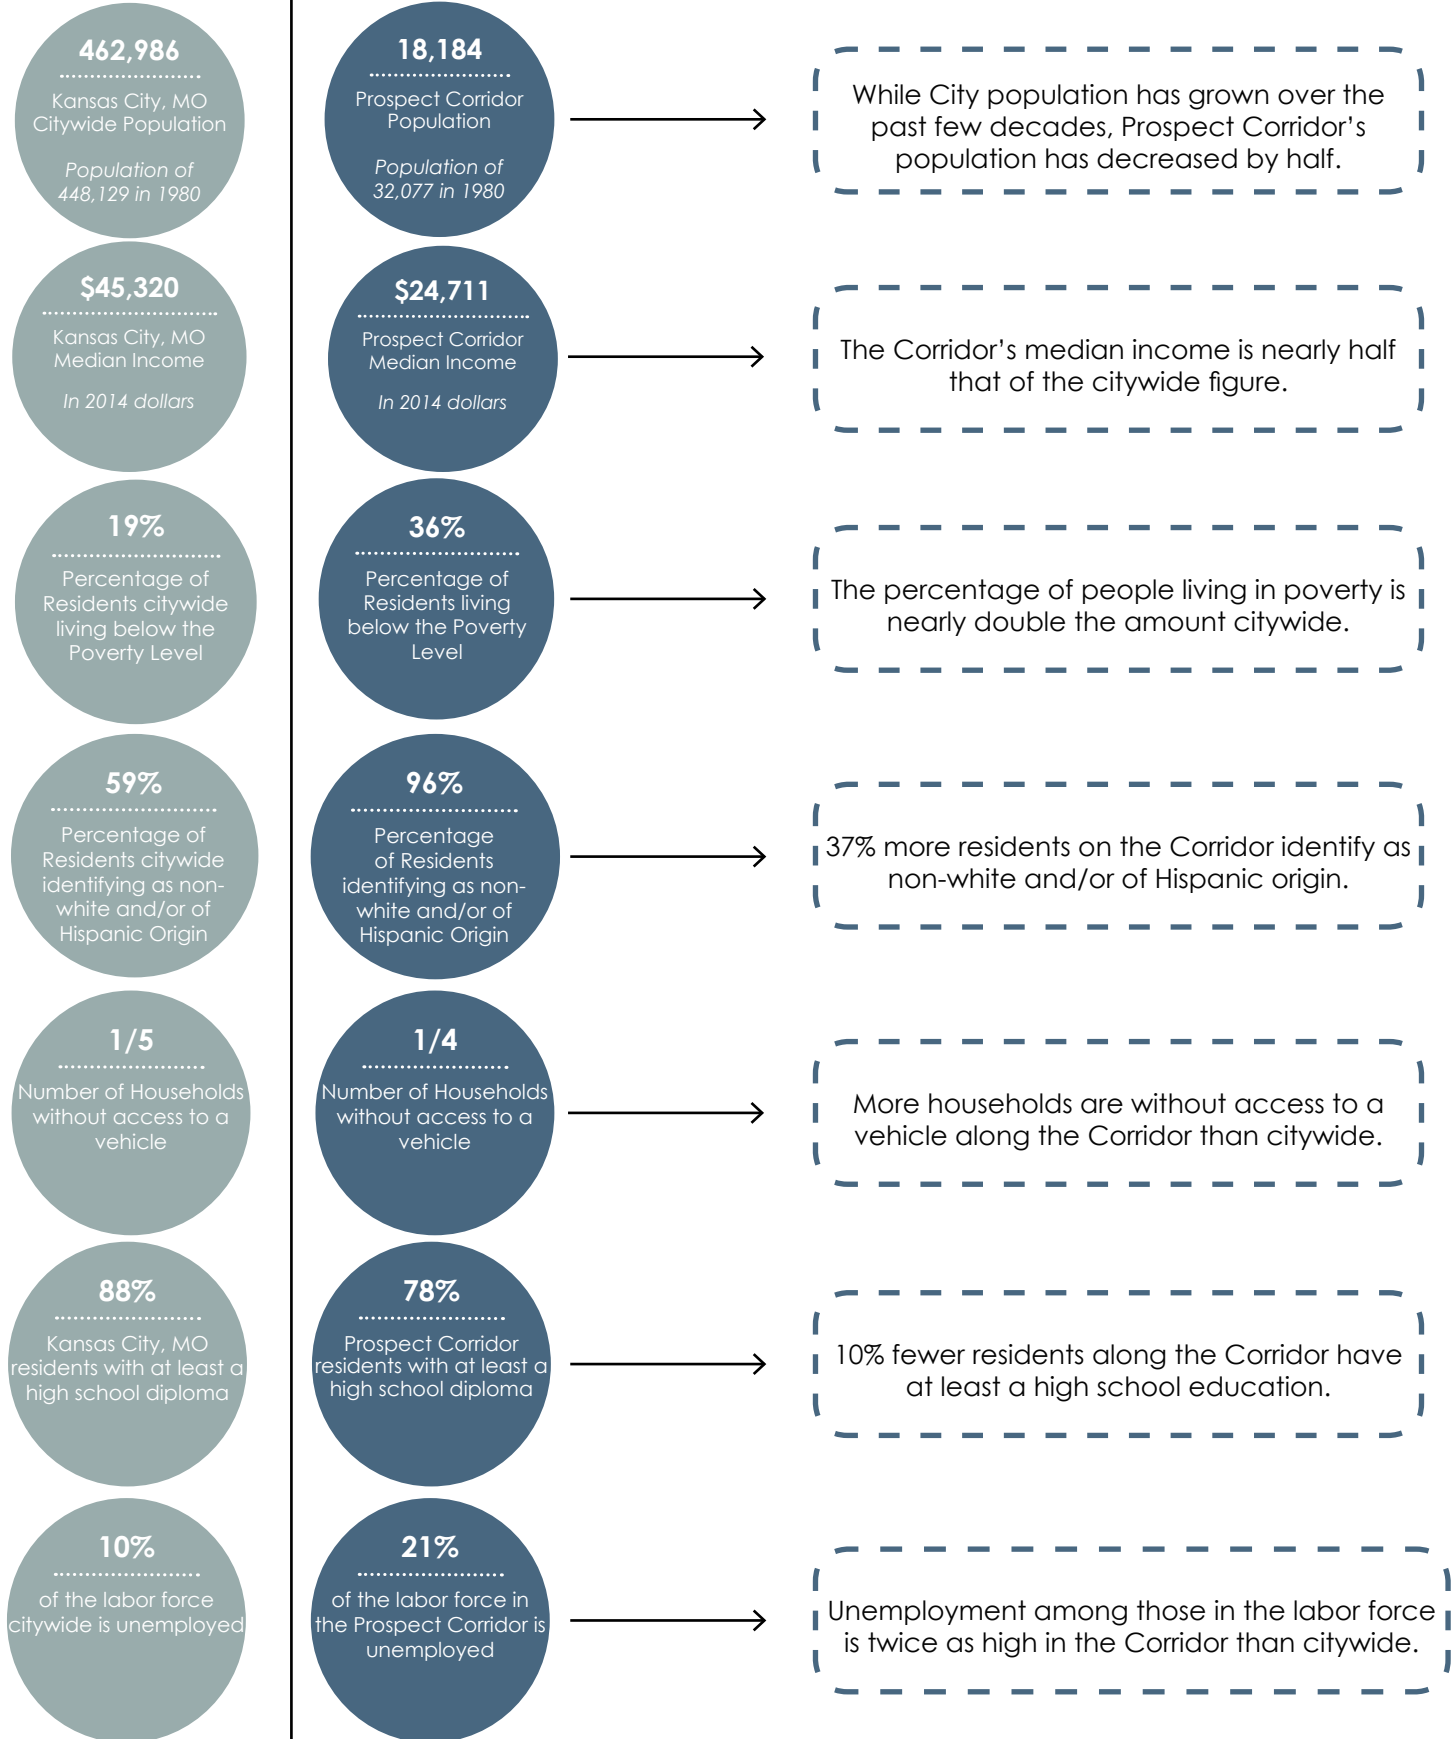 462,986
Kansas City, MO
Citywide Population
Population of
448,129 in 1980
18,184
Prospect Corridor
Population
Population of
32,077 in 1980
While City population has grown over the
past few decades, Prospect Corridor’s
population has decreased by half.
$45,320
Kansas City, MO
Median Income
In 2014 dollars
$24,711
Prospect Corridor
Median Income
In 2014 dollars
The Corridor’s median income is nearly half
that of the citywide figure.
19%
Percentage of
Residents citywide
living below the
Poverty Level
36%
Percentage of
Residents living
below the Poverty
Level
The percentage of people living in poverty is
nearly double the amount citywide.
59%
Percentage of
Residents citywide
identifying as non-
white and/or of
Hispanic Origin
96%
Percentage
of Residents
identifying as non-
white and/or of
Hispanic Origin
37% more residents on the Corridor identify as
non-white and/or of Hispanic origin.
1/5
Number of Households
without access to a
vehicle
1/4
Number of Households
without access to a
vehicle
More households are without access to a
vehicle along the Corridor than citywide.
88%
Kansas City, MO
residents with at least a
high school diploma
78%
Prospect Corridor
residents with at least a
high school diploma
10% fewer residents along the Corridor have
at least a high school education.
10%
of the labor force
citywide is unemployed
21%
of the labor force in
the Prospect Corridor is
unemployed
Unemployment among those in the labor force
is twice as high in the Corridor than citywide.